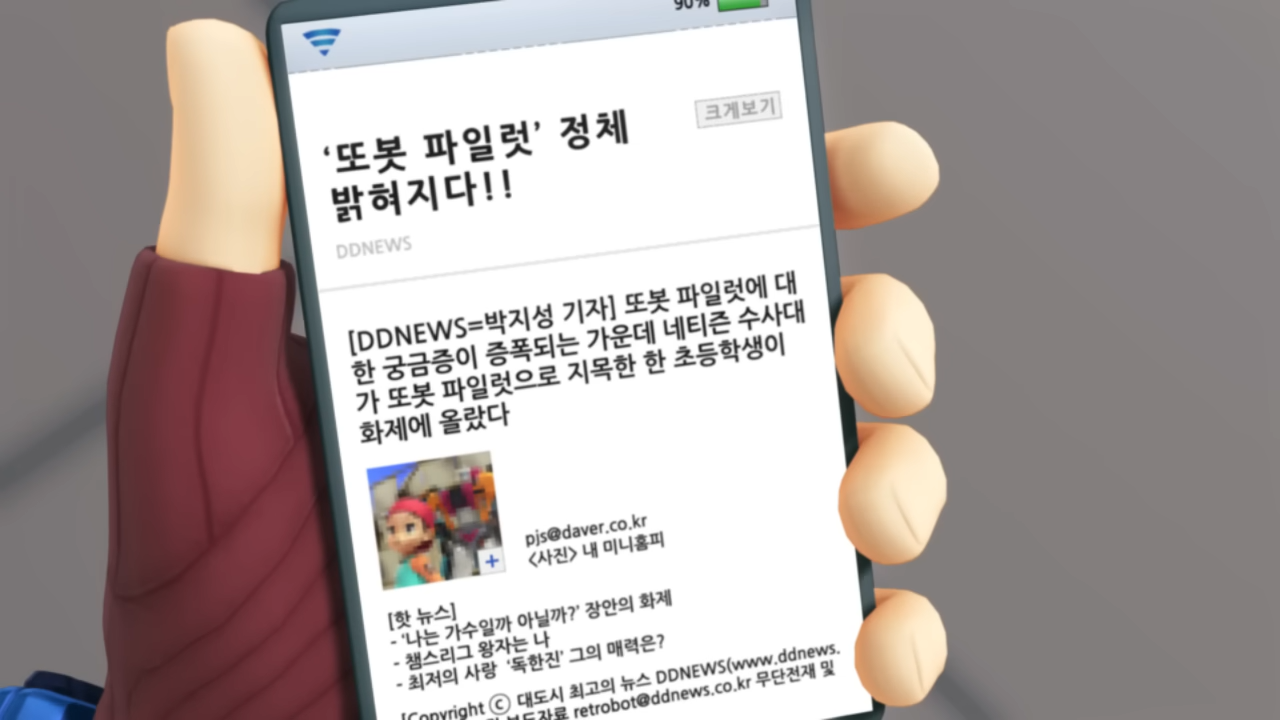 90%
크게보기
‘또봇 파일럿’ 정체
밝혀지다!!
DDNEWS
[DDNEWS=박지성 기자] 또봇 파일럿에 대
한 궁금증이 증폭되는 가운데 네티즌 수사대
가 또봇 파일럿으로 지목한 한 초등학생이
화제에 올랐다
pjs@daver.co.kr
<사진> 내 미니홈피
[핫 뉴스]
- ‘나는 가수일까 아닐까?’ 장안의 화제
- 챔스리그 왕자는 나
- 최저의 사랑 ‘독한진’ 그의 매력은?
[Copyright ⓒ 대도시 최고의 뉴스 DDNEWS(www.ddnews.
보도자료 retrobot@ddnews.co.kr 무단전재 및